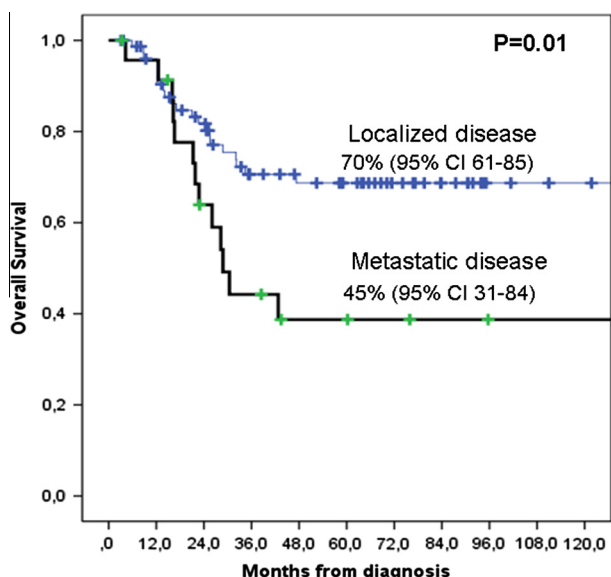 P=0.01
Localized disease
70% (95% CI 61-85)
Metastatic disease
45% (95% CI 31-84)
Overall Survival
1,0
0,8
0,6
0,4
0,2
0,0
,0 12,0 24,0 36,0 48,0 60,0 72,0 84,0 96,0 108,0 120,0
Months from diagnosis